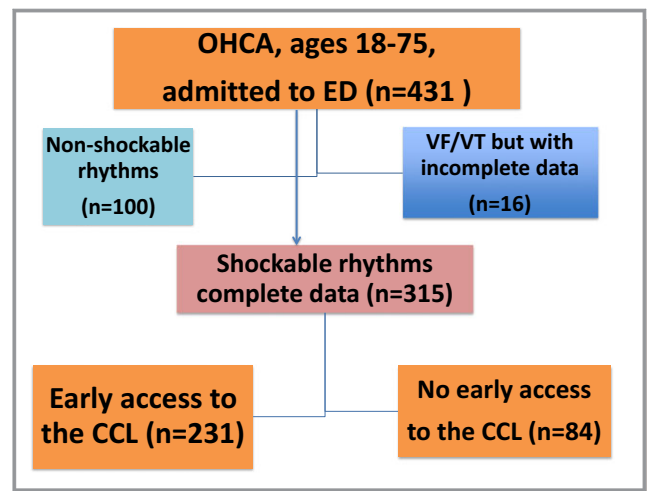 OHCA, ages 18-75,
admitted to ED (n=431 )
Non-shockable
rhythms
(n=100)
VF/VT but with
incomplete data
(n=16)
Shockable rhythms
complete data (n=315)
Early access to
the CCL (n=231)
No early access
to the CCL (n=84)